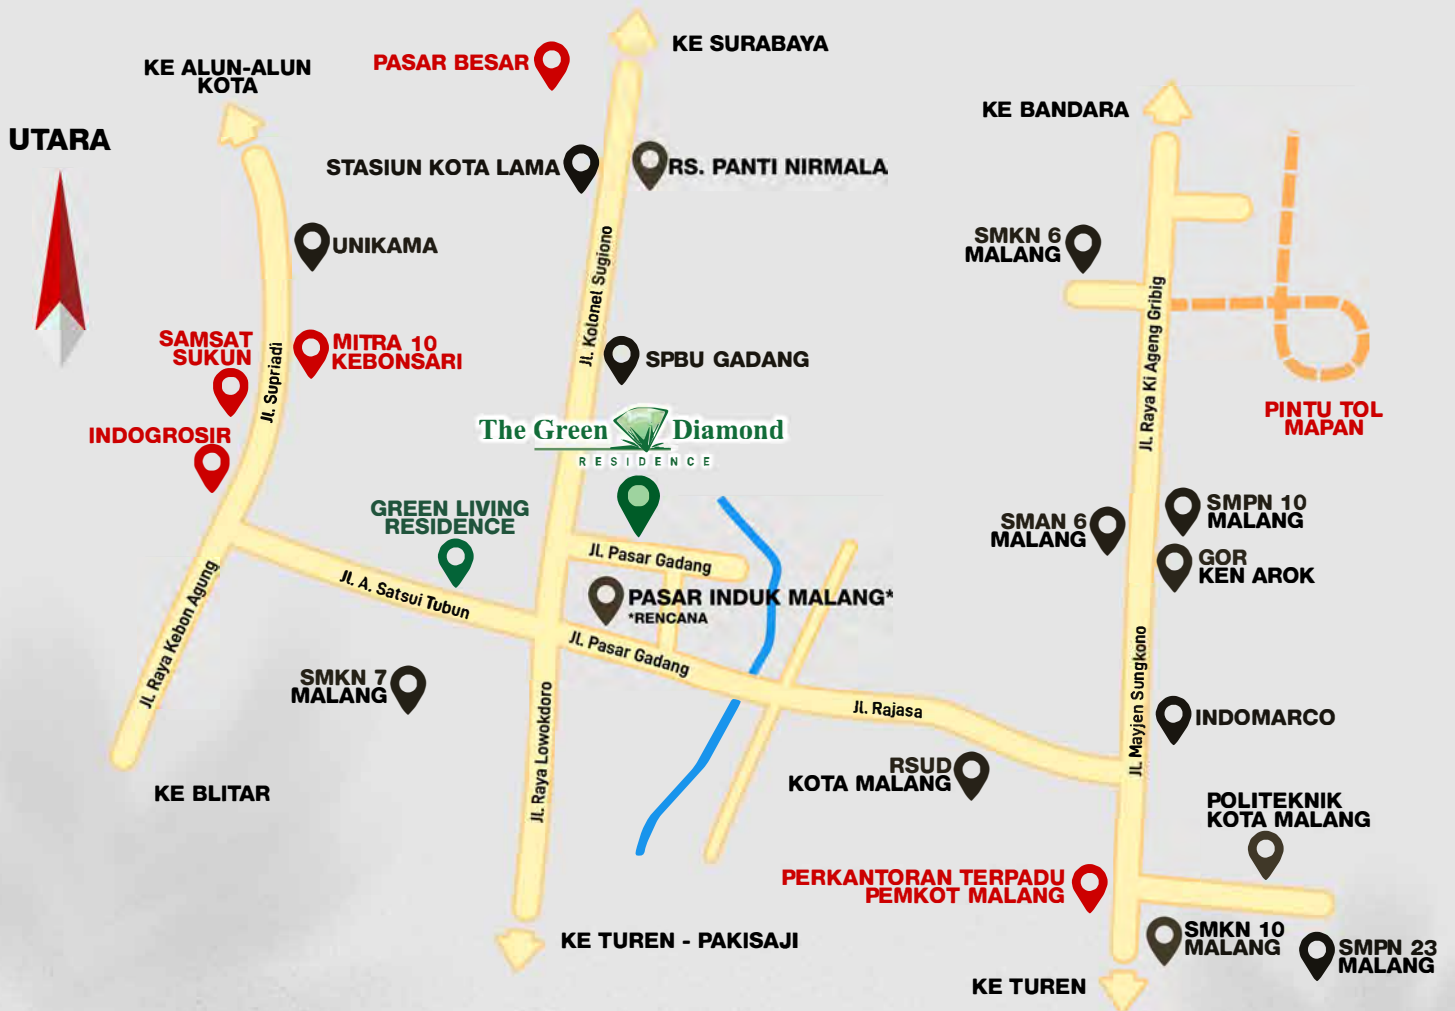 KE SURABAYA
PASAR BESAR
KE ALUN-ALUN
KOTA
KE BANDARA
UTARA
STASIUN KOTA LAMA
RS. PANTI NIRMALA
UNIKAMA
SMKN 6
MALANG
Jl. Kolonel Sugiono
Jl. Raya Ki Ageng Gribig
SAMSAT
SUKUN
MITRA 10
KEBONSARI
Jl. Supriadi
SPBU GADANG
INDOGROSIR
The Green Diamond
RESIDENCE
PINTU TOL
MAPAN
GREEN LIVING
RESIDENCE
SMAN 6
MALANG
SMPN 10
MALANG
GOR
KEN AROK
Jl. Pasar Gadang
Jl. A. Satsui Tubun
PASAR INDUK MALANG*
*RENCANA
Jl. Raya Kebon Agung
Jl. Pasar Gadang
SMKN 7
MALANG
Jl. Raya Lowokdoro
Jl. Rajasa
Jl. Mayjen Sungkono
INDOMARCO
RSUD
KOTA MALANG
KE BLITAR
POLITEKNIK
KOTA MALANG
PERKANTORAN TERPADU
PEMKOT MALANG
KE TUREN - PAKISAJI
SMKN 10
MALANG
SMPN 23
MALANG
KE TUREN